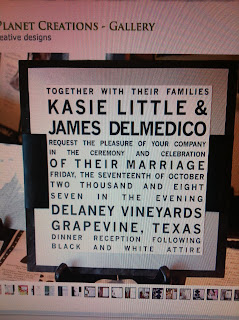 PLANET CREATIONS - GALLERY
eative designs
TOGETHER WITH THEIR FAMILIES
KASIE LITTLE &
JAMES DELMEDICO
REQUEST THE PLEASURE OF YOUR COMPANY
IN THE CEREMONY AND CELEBRATION
OF THEIR MARRIAGE
FRIDAY, THE SEVENTEENTH OF OCTOBER
TWO THOUSAND AND EIGHT
SEVEN IN THE EVENING
DELANEY VINEYARDS
GRAPEVINE, TEXAS
DINNER RECEPTION FOLLOWING
BLACK AND WHITE ATTIRE